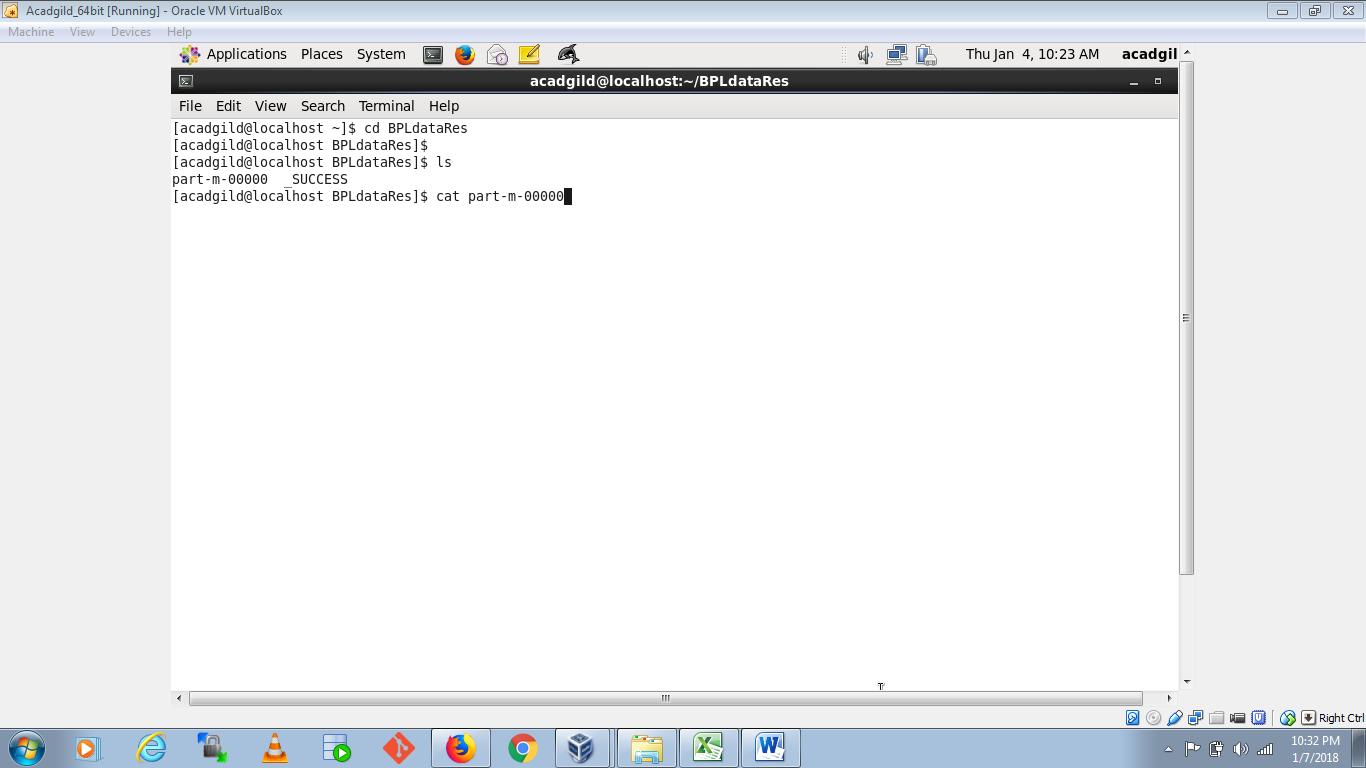 Acadgild_64bit [Running] - Oracle VM VirtualBox
Machine View Devices Help
Applications Places System Thu Jan 4, 10:23 AM acadgil
acadgild@localhost:~/BPLdataRes
File Edit View Search Terminal Help
[acadgild@localhost ~]$ cd BPLdataRes
[acadgild@localhost BPLdataRes]$
[acadgild@localhost BPLdataRes]$ ls
part-m-00000  _SUCCESS
[acadgild@localhost BPLdataRes]$ cat part-m-00000
Right Ctrl
10:32 PM
1/7/2018